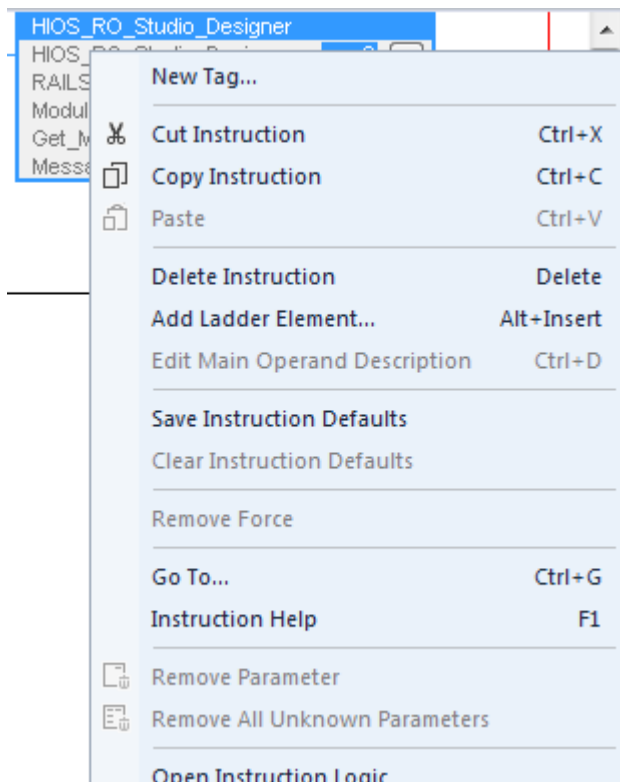 HIOS_RO_Studio_Designer
HIOS_
RAILS
Modul
Get_M
Messa
New Tag...
Cut Instruction Ctrl+X
Copy Instruction Ctrl+C
Paste Ctrl+V
Delete Instruction Delete
Add Ladder Element... Alt+Insert
Edit Main Operand Description Ctrl+D
Save Instruction Defaults
Clear Instruction Defaults
Remove Force
Go To... Ctrl+G
Instruction Help F1
Remove Parameter
Remove All Unknown Parameters
Open Instruction Logic